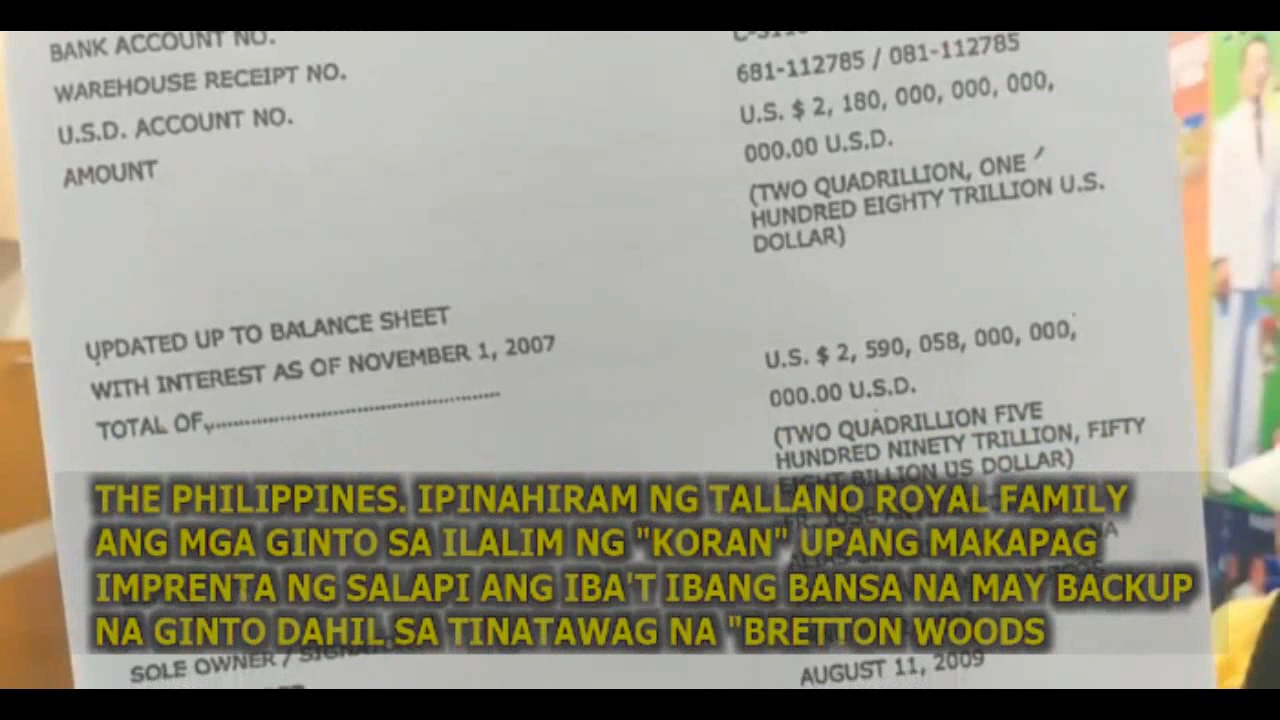 BANK ACCOUNT NO.
WAREHOUSE RECEIPT NO.
U.S.D. ACCOUNT NO.
AMOUNT
681-112785 / 081-112785
U.S. $ 2, 180, 000, 000, 000,
000.00 U.S.D.
(TWO QUADRILLION, ONE
HUNDRED EIGHTY TRILLION U.S.
DOLLAR)
UPDATED UP TO BALANCE SHEET
WITH INTEREST AS OF NOVEMBER 1, 2007
TOTAL OF
U.S. $ 2, 590, 058, 000, 000,
000.00 U.S.D.
(TWO QUADRILLION FIVE
HUNDRED NINETY TRILLION, FIFTY
EIGHT BILLION US DOLLAR)
THE PHILIPPINES. IPINAHIRAM NG TALLANO ROYAL FAMILY
ANG MGA GINTO SA ILALIM NG "KORAN" UPANG MAKAPAG
IMPRENTA NG SALAPI ANG IBA'T IBANG BANSA NA MAY BACKUP
NA GINTO DAHIL SA TINATAWAG NA "BRETTON WOODS
SOLE OWNER /
AUGUST 11, 2009